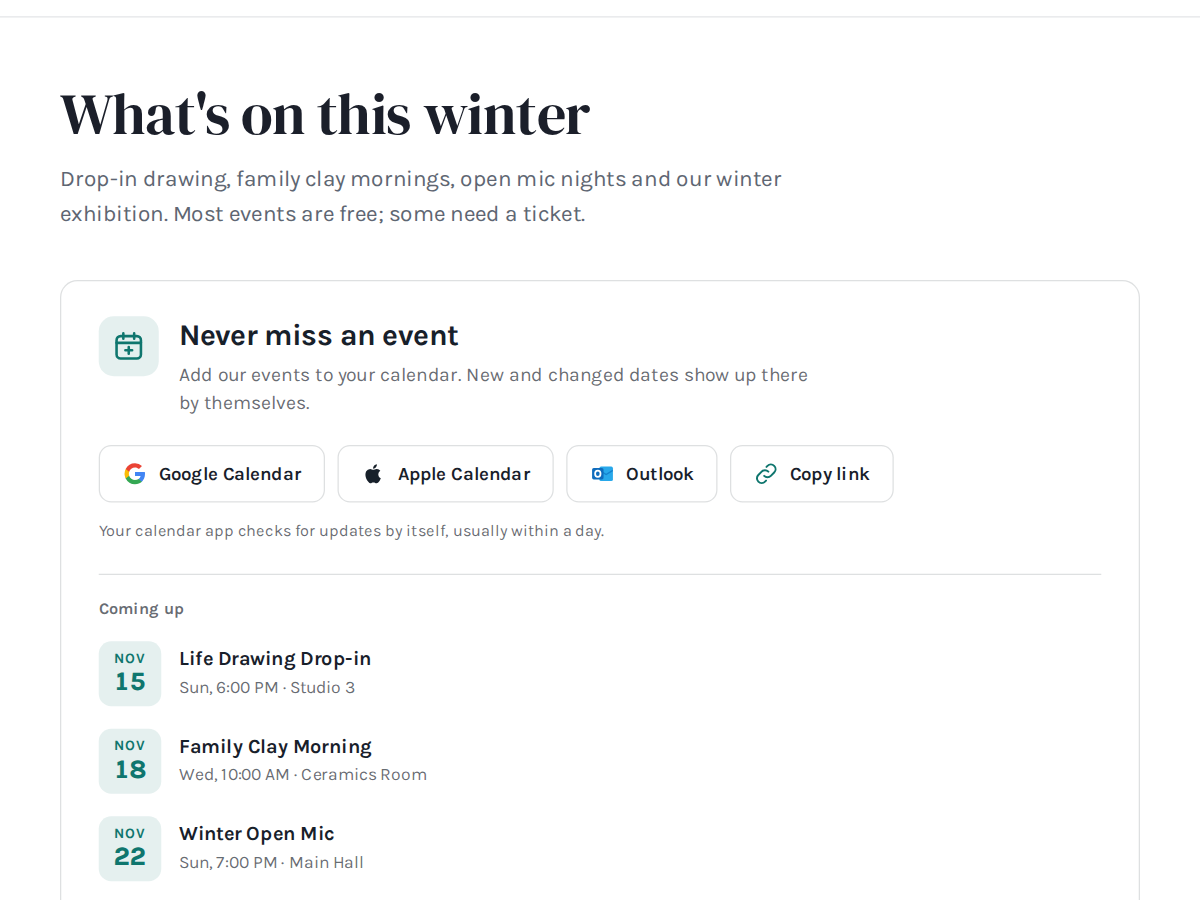 What's on this winter
Drop-in drawing, family clay mornings, open mic nights and our winter
exhibition. Most events are free; some need a ticket.
Never miss an event
Add our events to your calendar. New and changed dates show up there
by themselves.
Google Calendar
Apple Calendar
Outlook
Copy link
Your calendar app checks for updates by itself, usually within a day.
Coming up
NOV
15
Life Drawing Drop-in
Sun, 6:00 PM · Studio 3
NOV
18
Family Clay Morning
Wed, 10:00 AM · Ceramics Room
NOV
22
Winter Open Mic
Sun, 7:00 PM · Main Hall